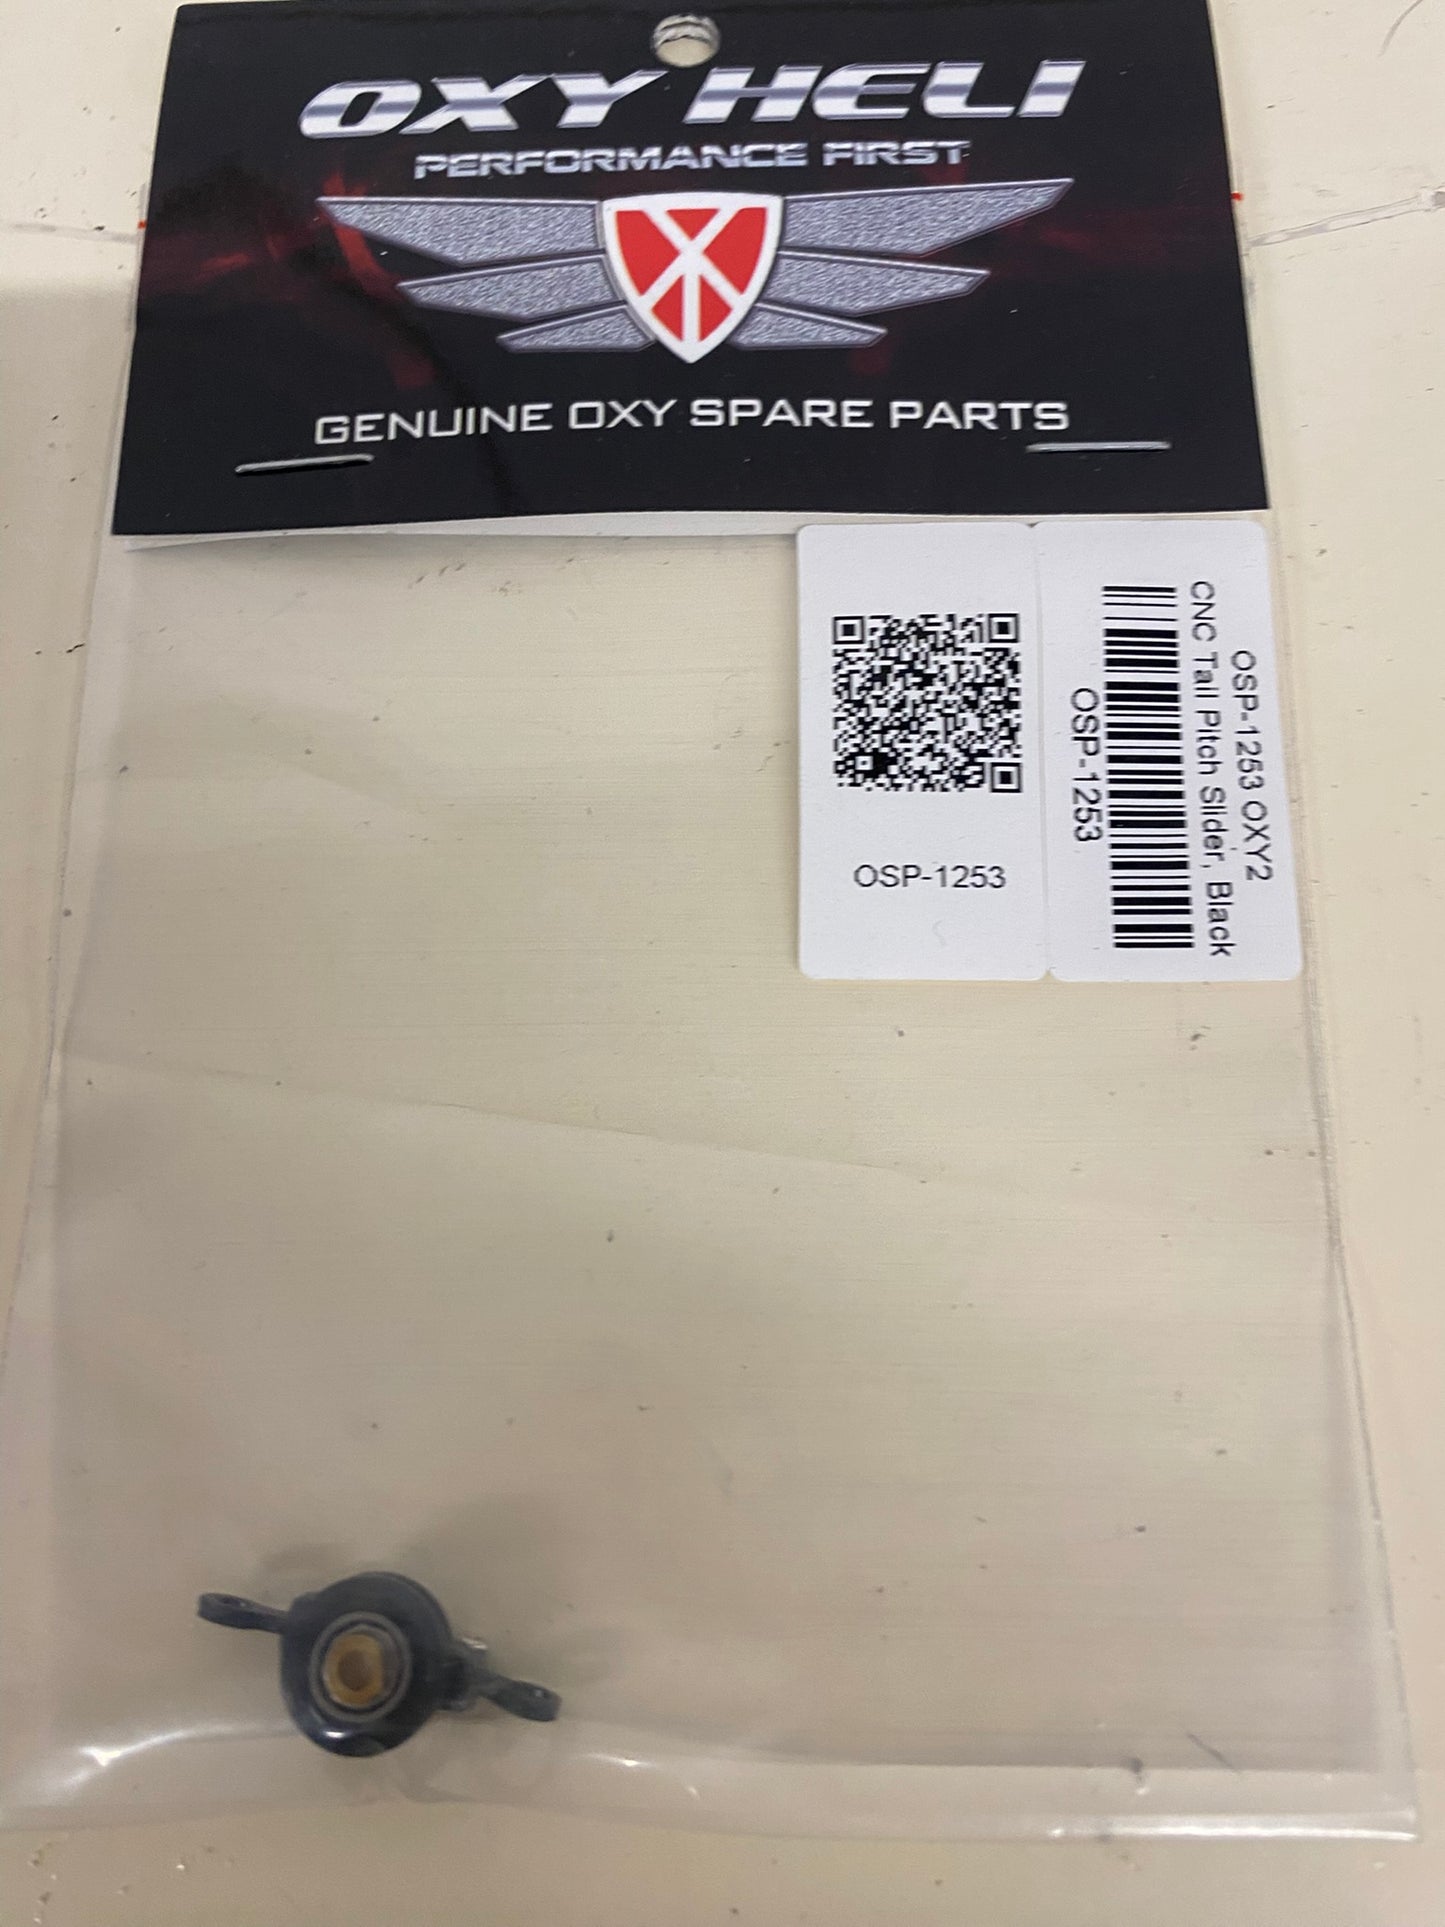 OXY HELI
PERFORMANCE FIRST
GENUINE OXY SPARE PARTS
OSP-1253
OSP-1253 OXY2
CNC Tail Pitch Slider, Black
OSP-1253